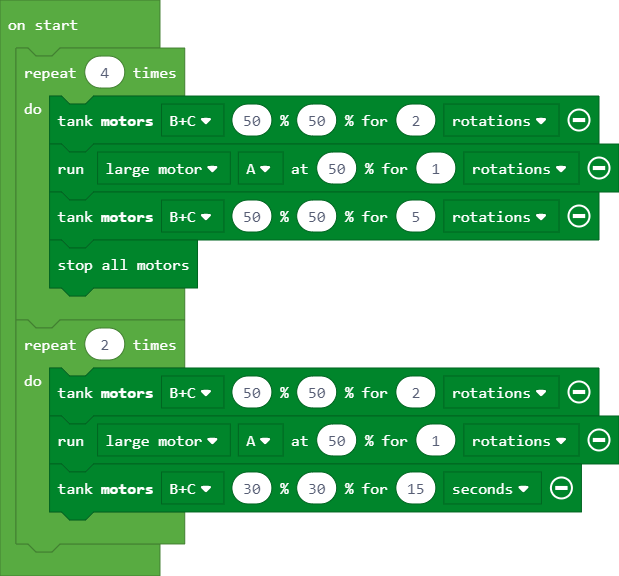 on start
repeat 4 times
do
tank motors B+C 50 % 50 % for 2 rotations
run large motor A at 50 % for 1 rotations
tank motors B+C 50 % 50 % for 5 rotations
stop all motors
repeat 2 times
do
tank motors B+C 50 % 50 % for 2 rotations
run large motor A at 50 % for 1 rotations
tank motors B+C 30 % 30 % for 15 seconds